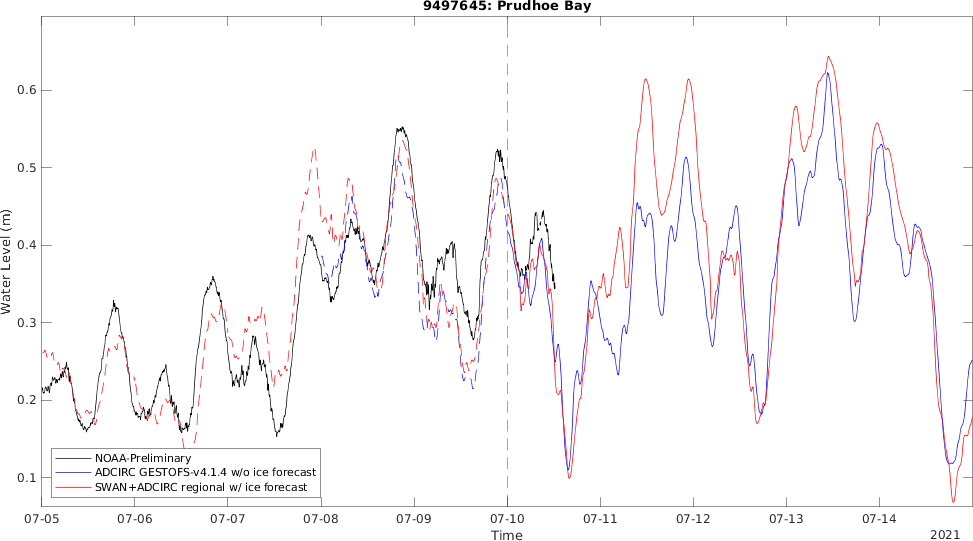 9497645: Prudhoe Bay
Water Level (m)
0.6
0.5
0.4
0.3
0.2
0.1
NOAA-Preliminary
ADCIRC GESTOFS-v4.1.4 w/o ice forecast
SWAN+ADCIRC regional w/ ice forecast
07-05 07-06 07-07 07-08 07-09 07-10 07-11 07-12 07-13 07-14
Time
2021